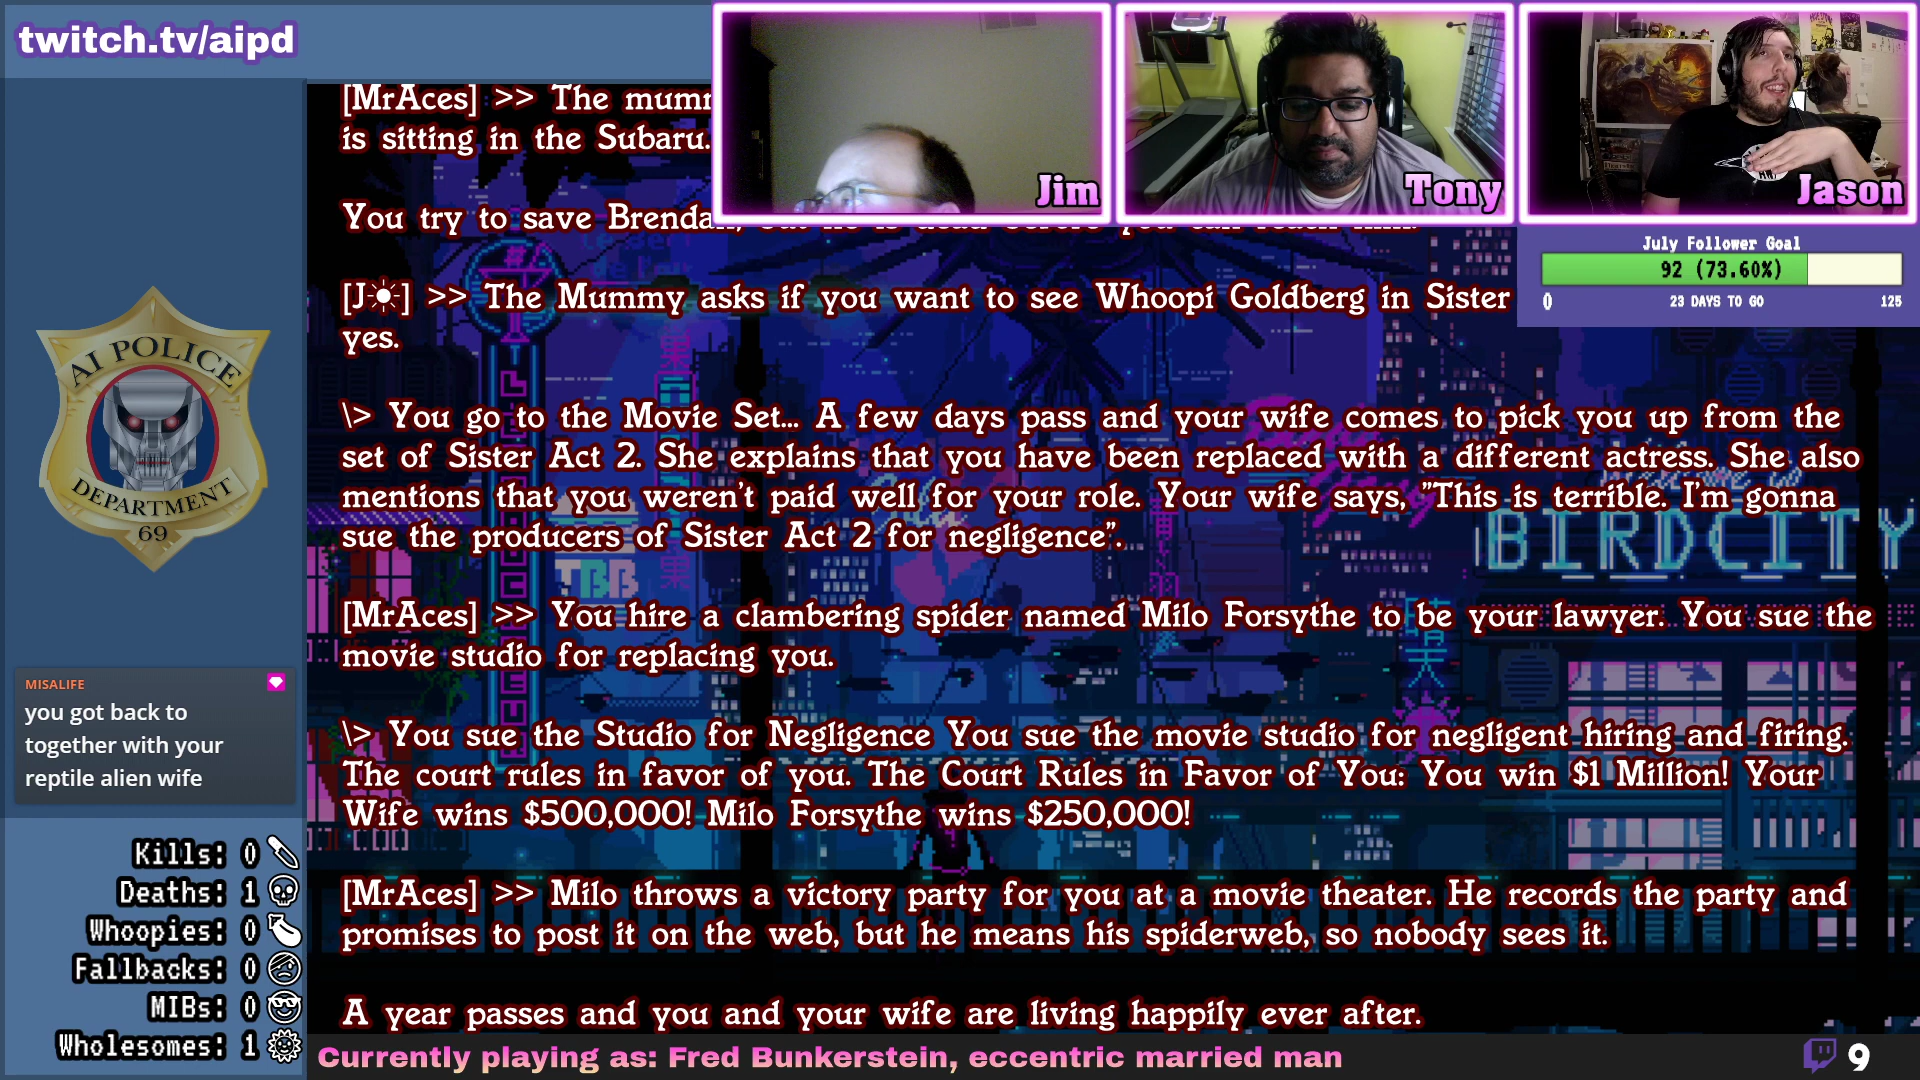 twitch.tv/aipd
Jim
Tony
Jason
[MrAces] >> The mum
is sitting in the Subaru.
July Follower Goal
92 (73.60%)
0 23 DAYS TO GO 125
You try to save Brenda
[J☀] >> The Mummy asks if you want to see Whoopi Goldberg in Sister
yes.
AI POLICE
DEPARTMENT
69
\> You go to the Movie Set... A few days pass and your wife comes to pick you up from the
set of Sister Act 2. She explains that you have been replaced with a different actress. She also
mentions that you weren't paid well for your role. Your wife says, "This is terrible. I'm gonna
sue the producers of Sister Act 2 for negligence".
BIRDCITY
TBB
[MrAces] >> You hire a clambering spider named Milo Forsythe to be your lawyer. You sue the
movie studio for replacing you.
MISALIFE
you got back to
together with your
reptile alien wife
\> You sue the Studio for Negligence You sue the movie studio for negligent hiring and firing.
The court rules in favor of you. The Court Rules in Favor of You: You win $1 Million! Your
Wife wins $500,000! Milo Forsythe wins $250,000!
[MrAces] >> Milo throws a victory party for you at a movie theater. He records the party and
promises to post it on the web, but he means his spiderweb, so nobody sees it.
A year passes and you and your wife are living happily ever after.
Kills: 0
Deaths: 1
Whoopies: 0
Fallbacks: 0
MIBs: 0
Wholesomes: 1
Currently playing as: Fred Bunkerstein, eccentric married man
9